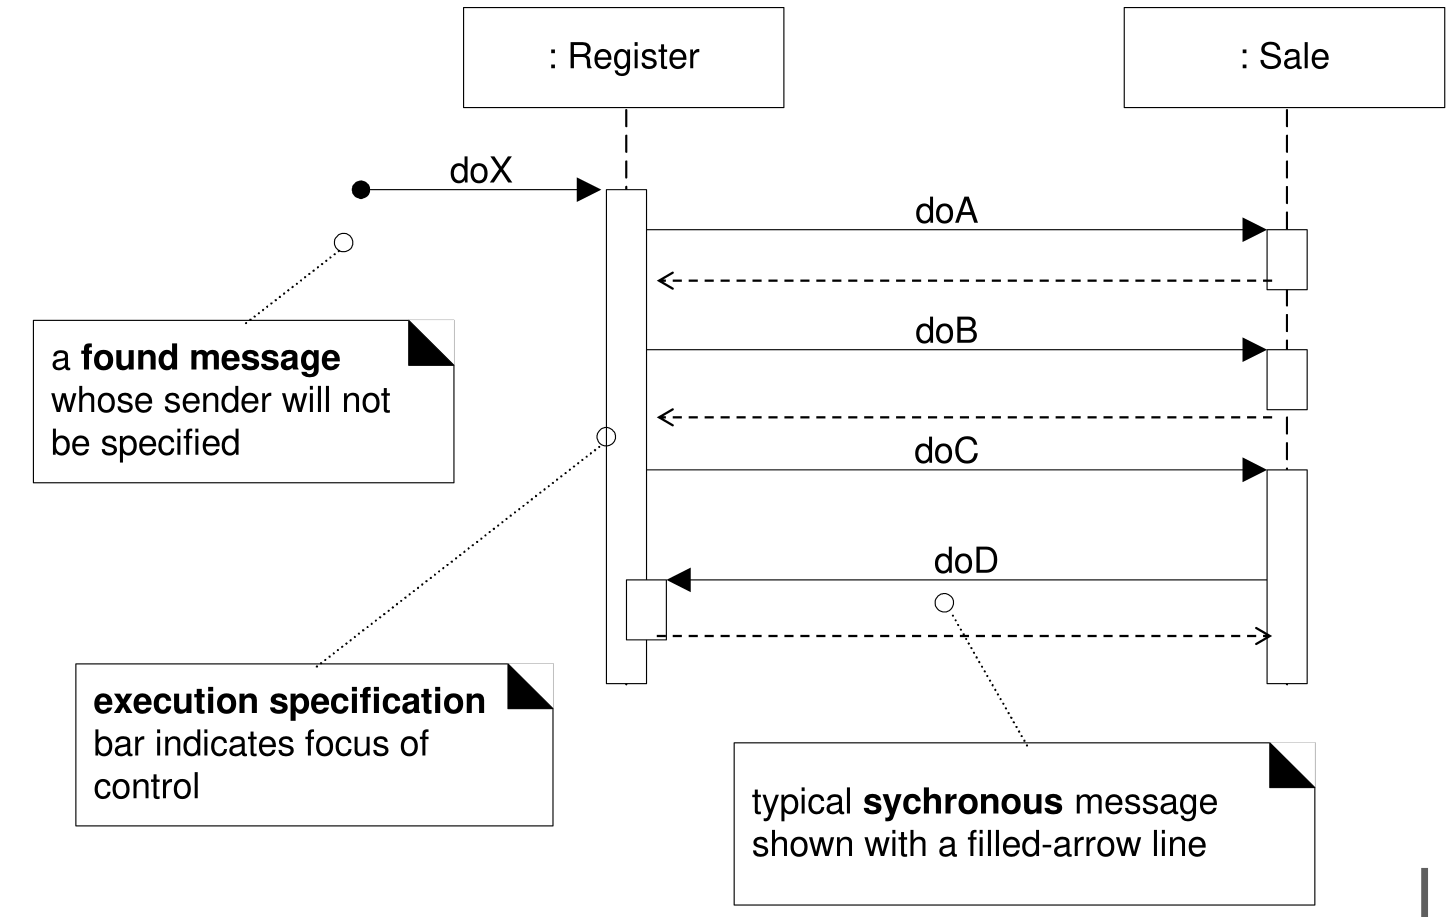 : Register
: Sale
doX
doA
doB
a found message
whose sender will not
be specified
doC
doD
execution specification
bar indicates focus of
control
typical sychronous message
shown with a filled-arrow line